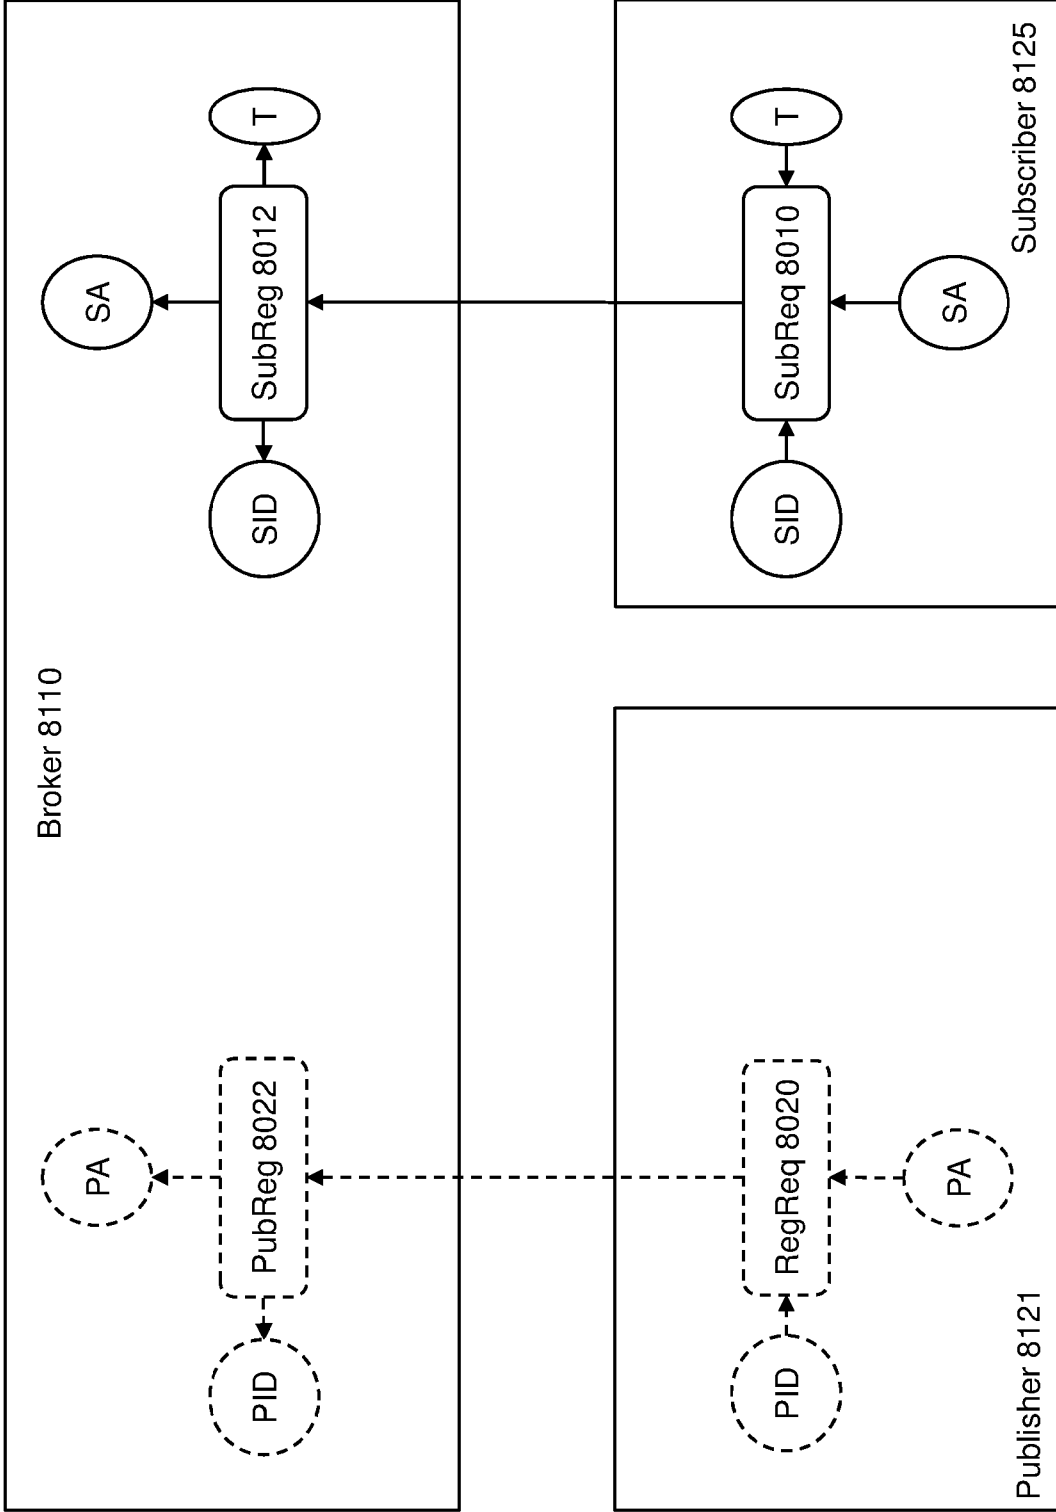 Broker 8110
PA
SA
PID
PubReg 8022
SID
SubReg 8012
T
PID
RegReq 8020
SID
SubReq 8010
T
PA
SA
Publisher 8121
Subscriber 8125